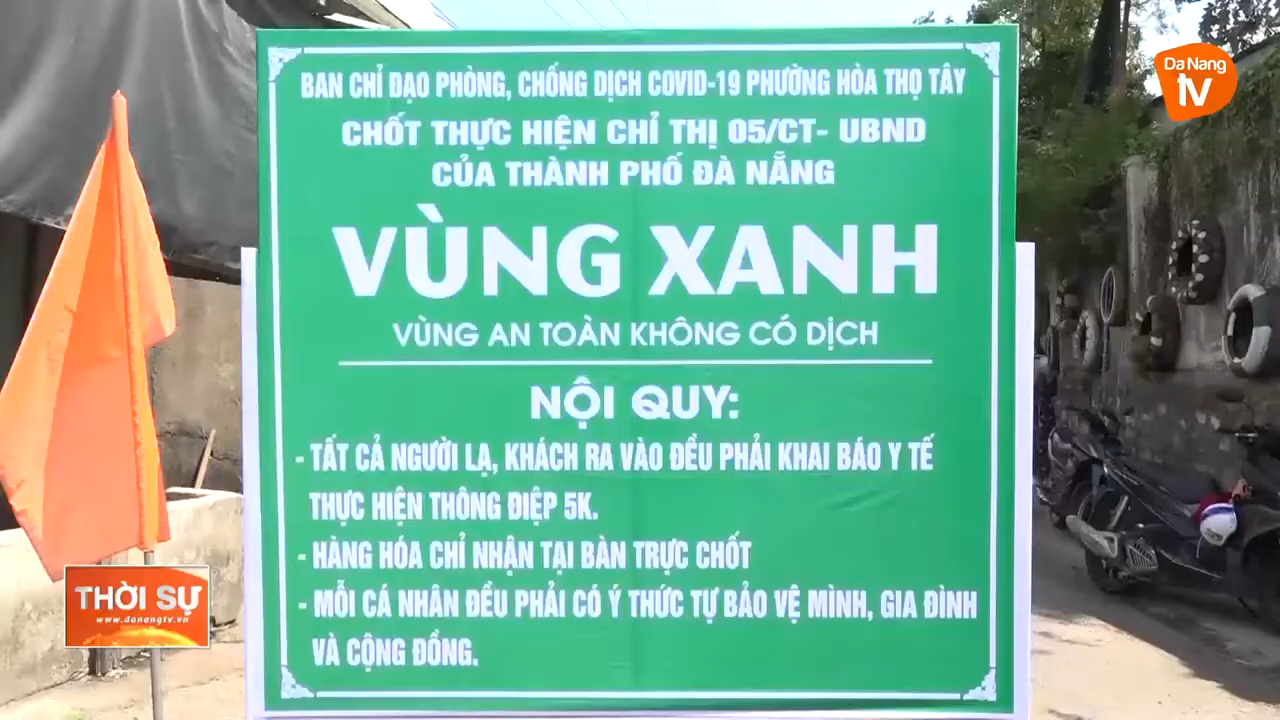 Da Nang
TV
BAN CHỈ ĐẠO PHÒNG, CHỐNG DỊCH COVID-19 PHƯỜNG HÒA THỌ TÂY
CHỐT THỰC HIỆN CHỈ THỊ 05/CT- UBND
CỦA THÀNH PHỐ ĐÀ NẴNG
VÙNG XANH
VÙNG AN TOÀN KHÔNG CÓ DỊCH
NỘI QUY:
- TẤT CẢ NGƯỜI LẠ, KHÁCH RA VÀO ĐỀU PHẢI KHAI BÁO Y TẾ
THỰC HIỆN THÔNG ĐIỆP 5K.
- HÀNG HÓA CHỈ NHẬN TẠI BÀN TRỰC CHỐT
- MỖI CÁ NHÂN ĐỀU PHẢI CÓ Ý THỨC TỰ BẢO VỆ MÌNH, GIA ĐÌNH
VÀ CỘNG ĐỒNG.
THỜI SỰ
www.danangtv.vn